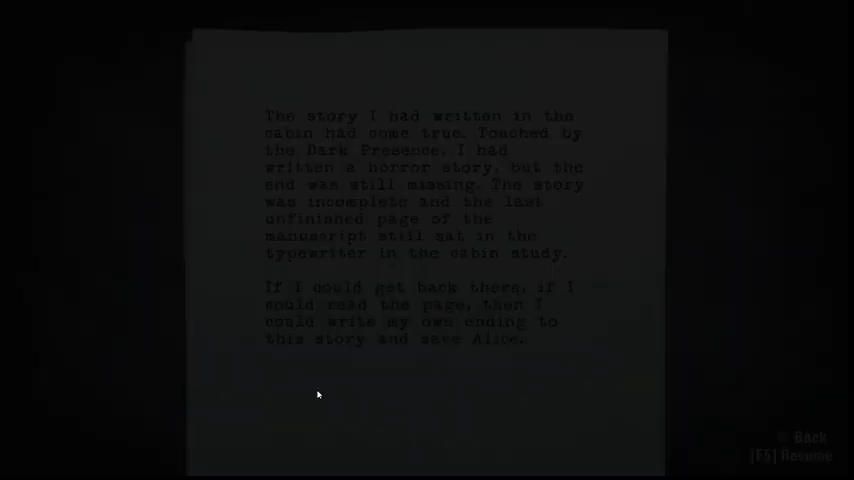 The story I had written in the
cabin had come true. Touched by
the Dark Presence, I had
written a horror story, but the
end was still missing. The story
was incomplete and the last
unfinished page of the
manuscript still sat in the
typewriter in the cabin study.
If I could get back there, if I
could read the page, then I
could write my own ending to
this story and save Alice.
Back
[F5] Resume